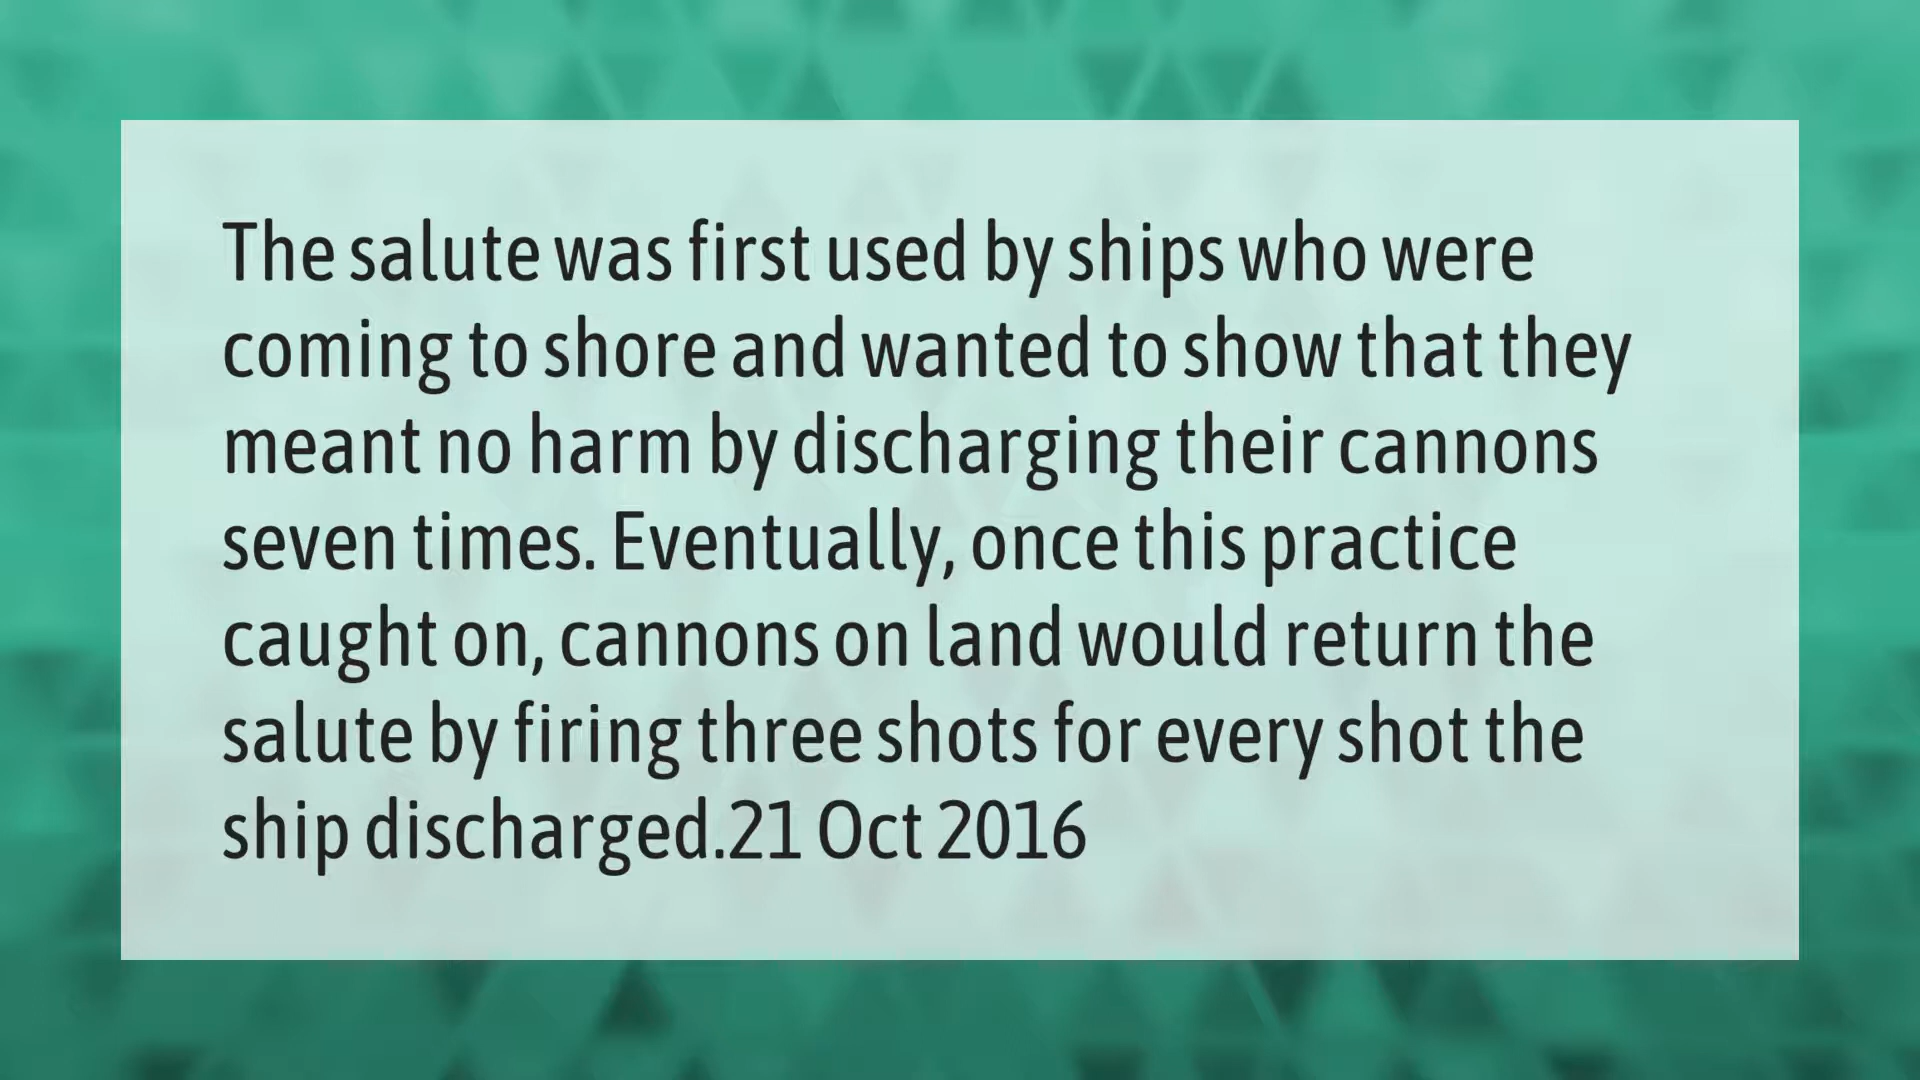 The salute was first used by ships who were
coming to shore and wanted to show that they
meant no harm by discharging their cannons
seven times. Eventually, once this practice
caught on, cannons on land would return the
salute by firing three shots for every shot the
ship discharged.21 Oct 2016